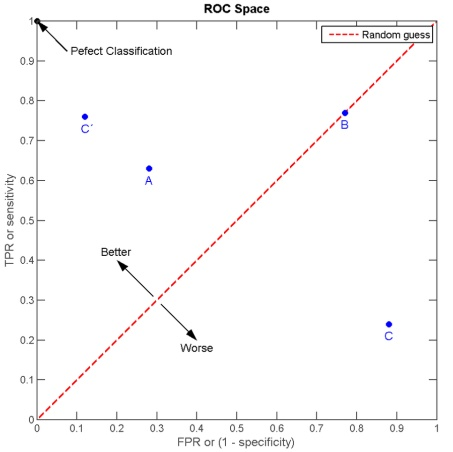 ROC Space
1
Random guess
Pefect Classification
0.9
0.8
C´
B
0.7
A
0.6
TPR or sensitivity
0.5
Better
0.4
0.3
Worse
0.2
C
0.1
0
0 0.1 0.2 0.3 0.4 0.5 0.6 0.7 0.8 0.9 1
FPR or (1 - specificity)